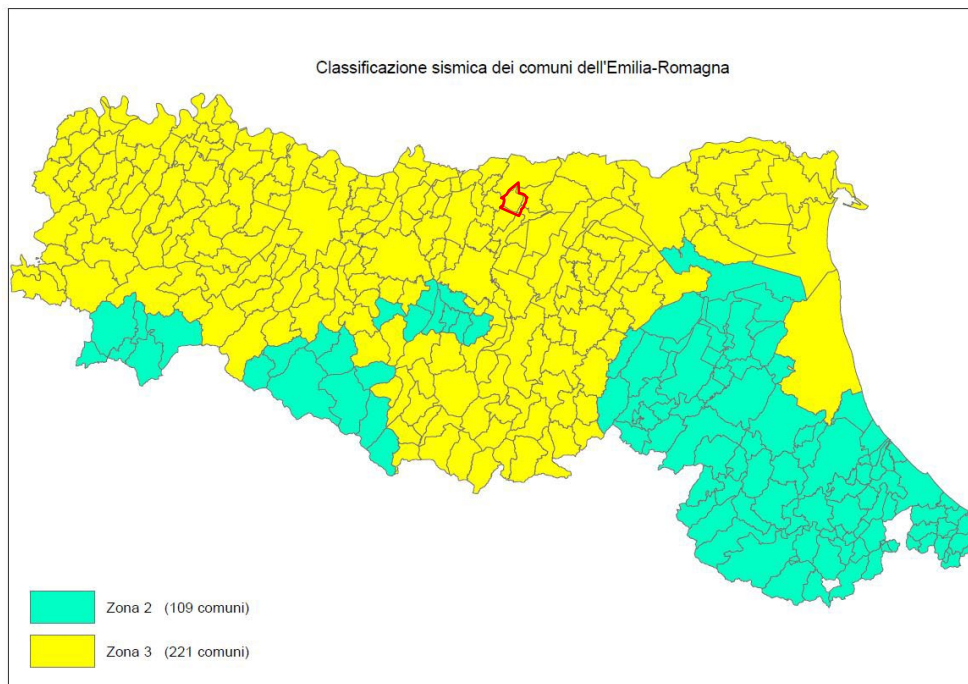 Classificazione sismica dei comuni dell'Emilia-Romagna
Zona 2 (109 comuni)
Zona 3 (221 comuni)